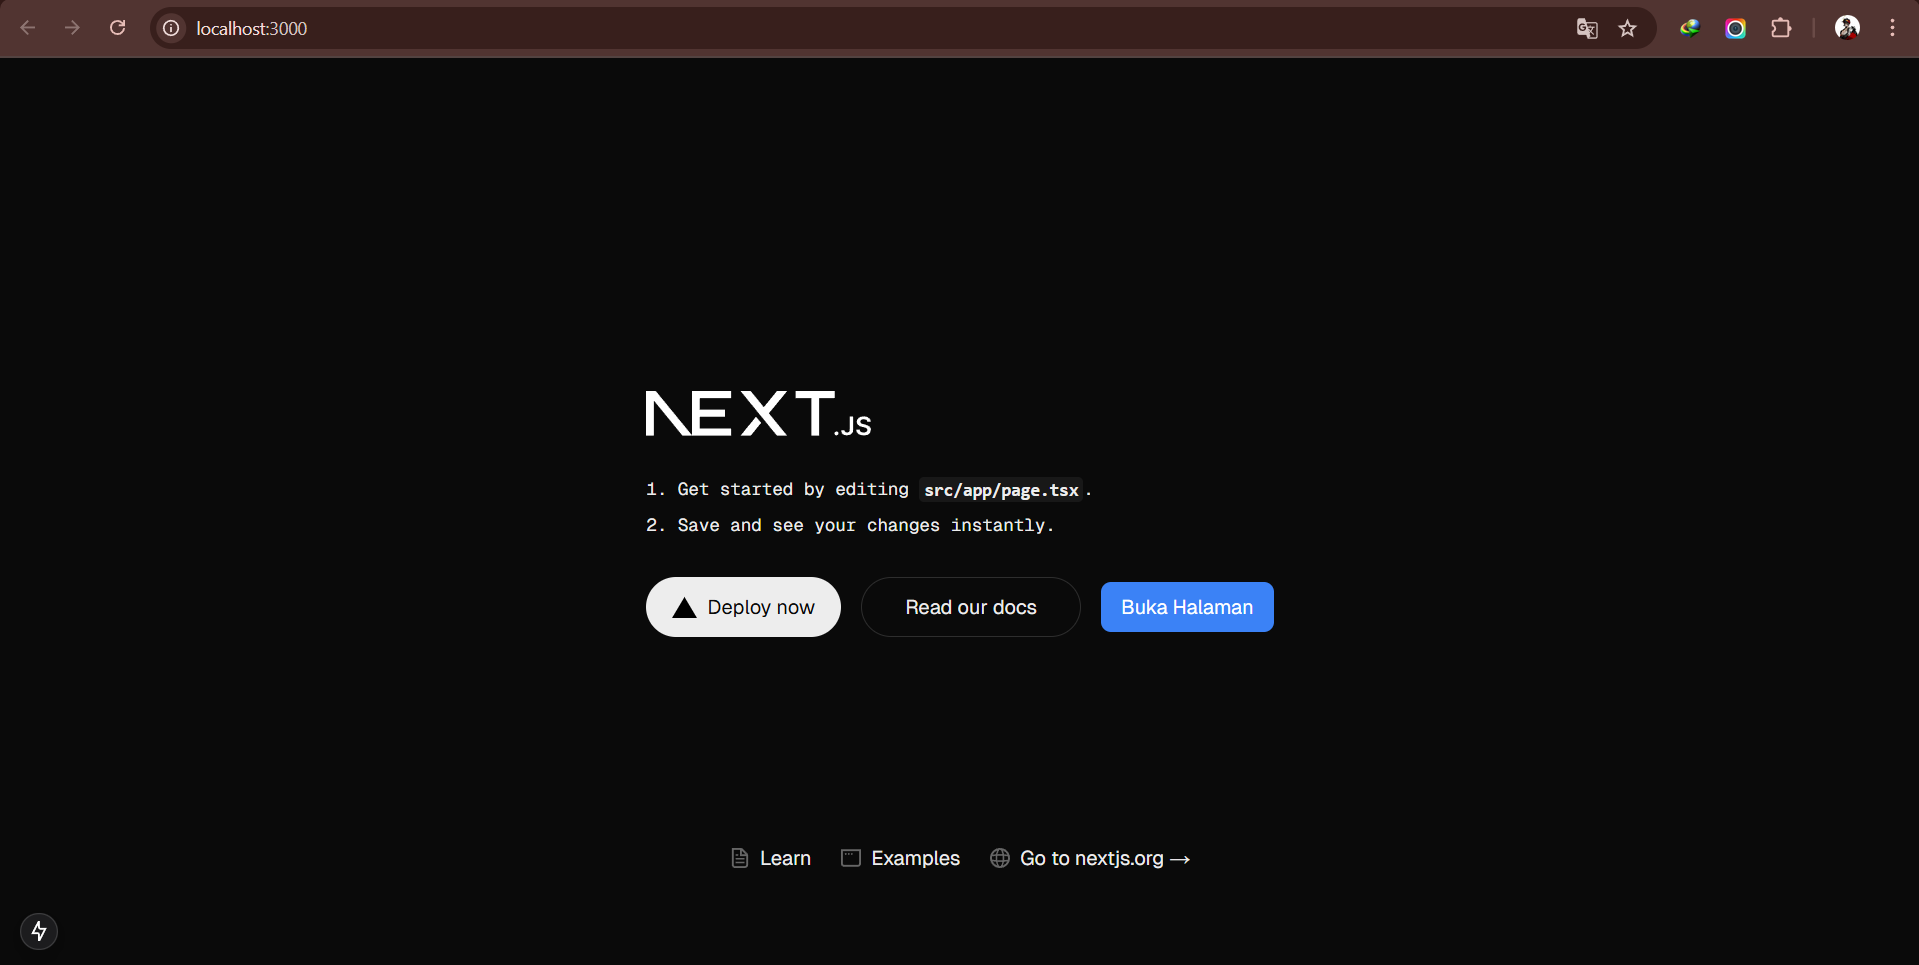 localhost:3000
NEXT.JS
1. Get started by editing src/app/page.tsx.
2. Save and see your changes instantly.
Deploy now
Read our docs
Buka Halaman
Learn
Examples
Go to nextjs.org →